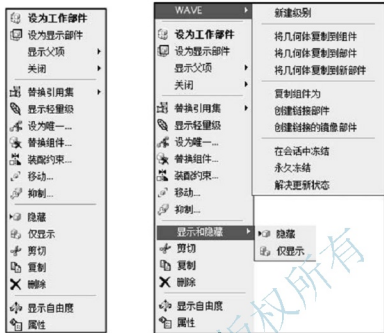 设为工作部件
设为显示部件
显示父项
关闭
替换引用集
显示轻量级
设为唯一...
替换组件...
装配约束...
移动...
抑制...
隐藏
仅显示
剪切
复制
删除
显示自由度
属性
WAVE
设为工作部件
设为显示部件
显示父项
关闭
替换引用集
显示轻量级
设为唯一...
替换组件...
装配约束...
移动...
抑制...
显示和隐藏
剪切
复制
删除
显示自由度
属性
新建级别
将几何体复制到组件
将几何体复制到部件
将几何体复制到新部件
复制组件为
创建链接部件
创建链接的镜像部件
在会话中冻结
永久冻结
解决更新状态
隐藏
仅显示
版权所有